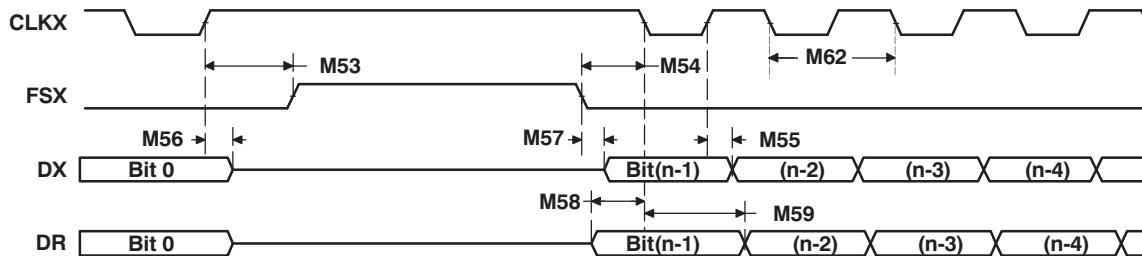 CLKX
M53 M54 M62
FSX
M56 M57 M55
DX Bit 0 Bit(n-1) (n-2) (n-3) (n-4)
M58 M59
DR Bit 0 Bit(n-1) (n-2) (n-3) (n-4)